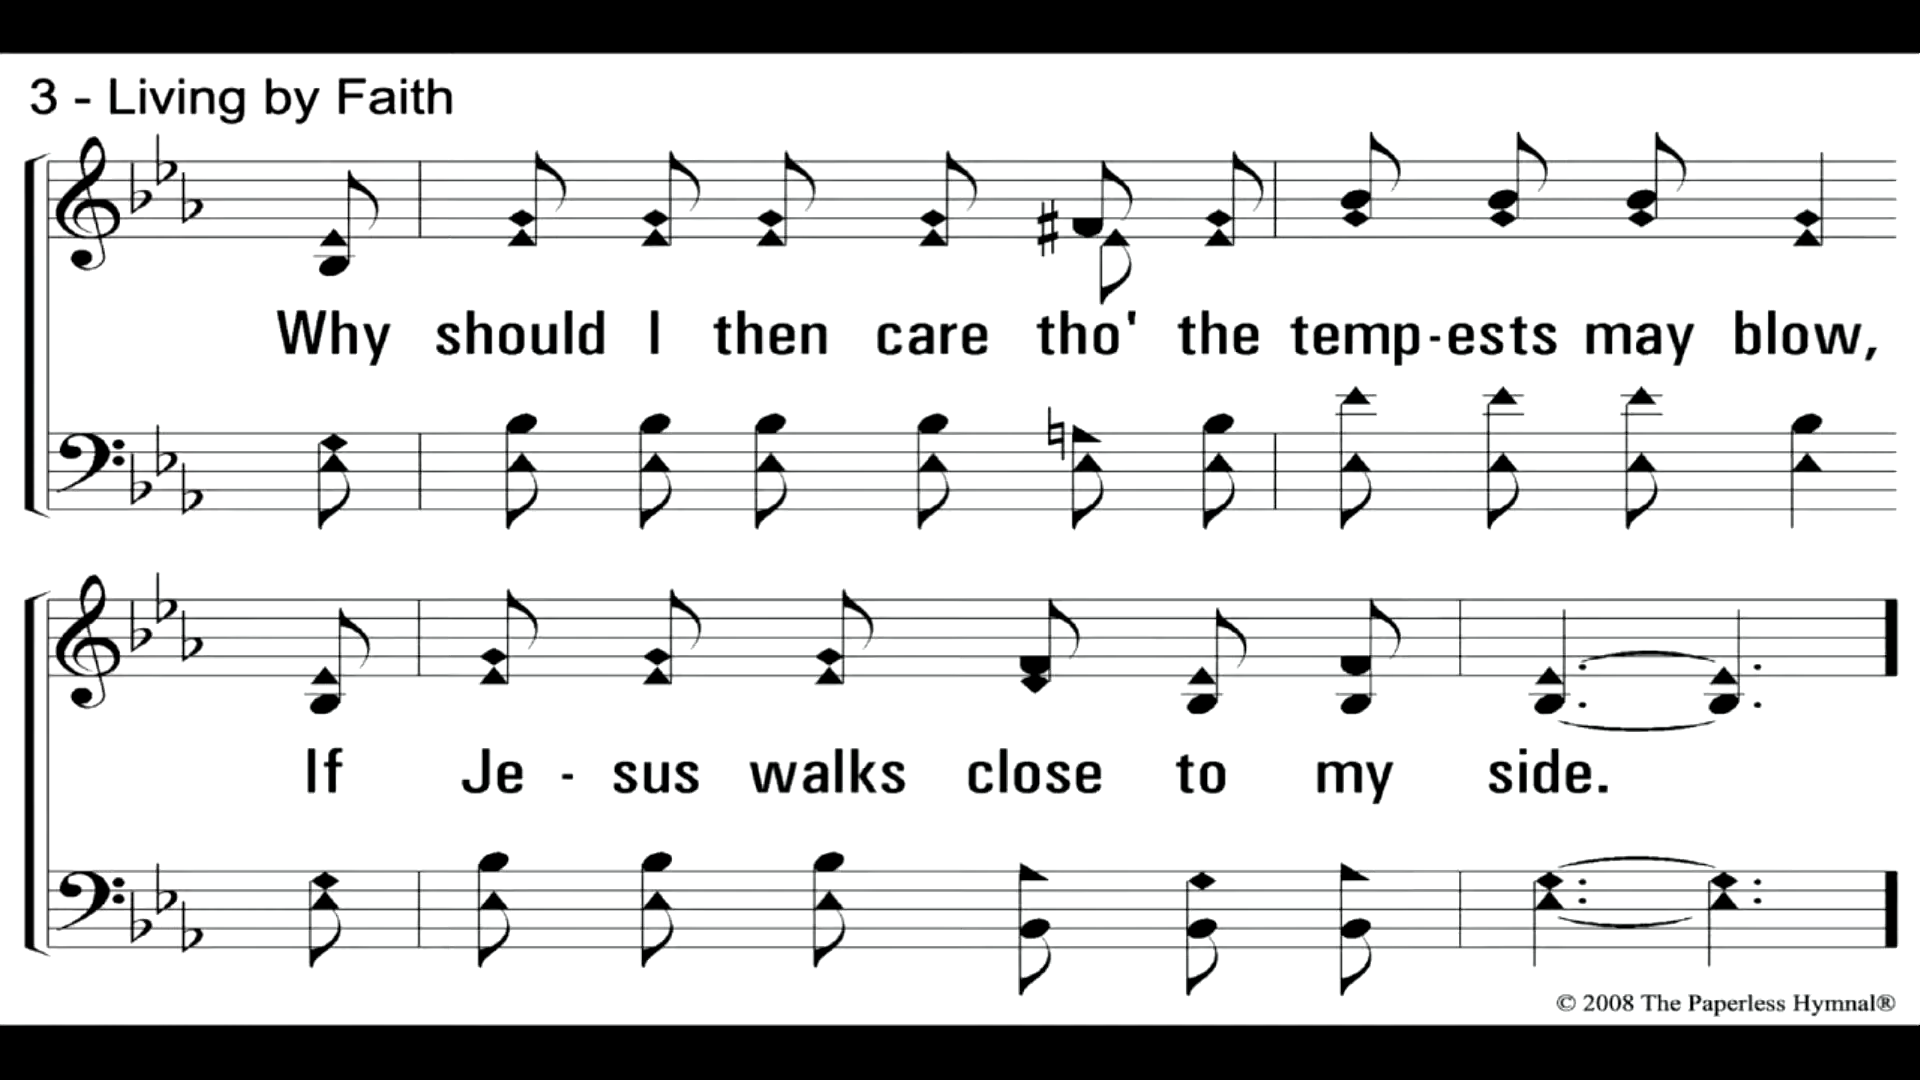 3 - Living by Faith
Why should I then care tho' the temp-ests may blow,
If Je - sus walks close to my side.
© 2008 The Paperless Hymnal®